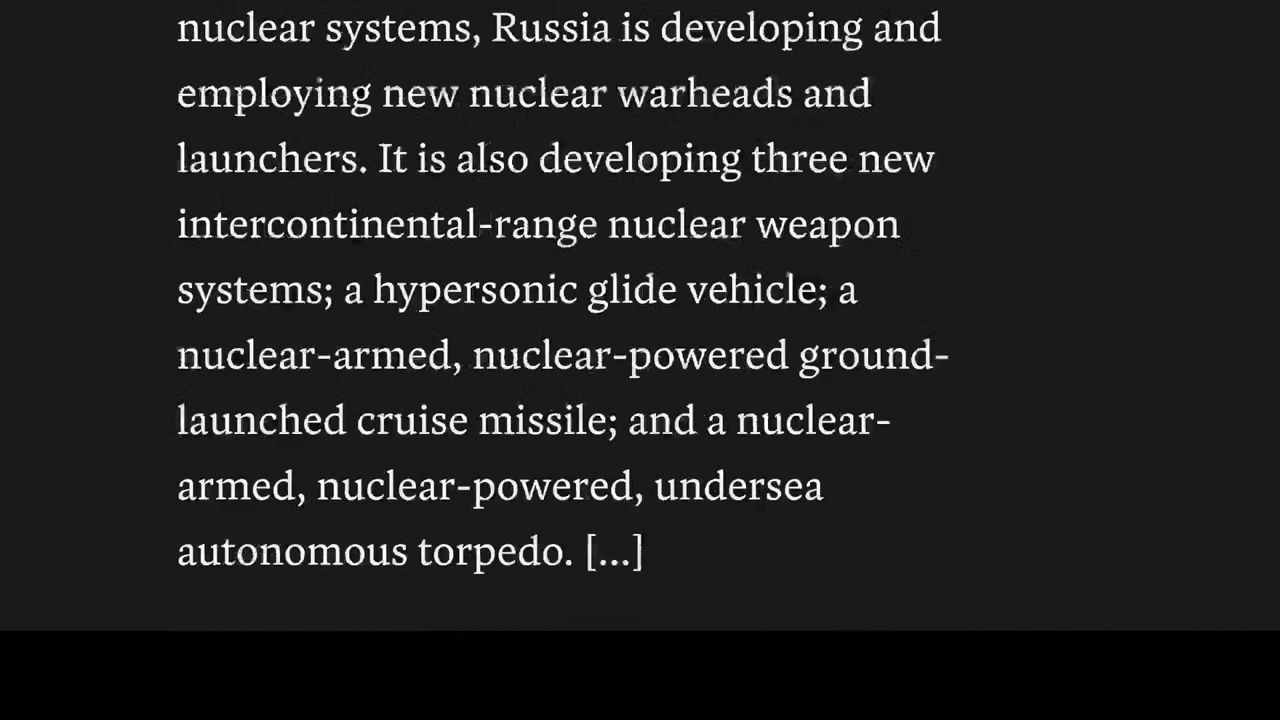 nuclear systems, Russia is developing and
employing new nuclear warheads and
launchers. It is also developing three new
intercontinental-range nuclear weapon
systems; a hypersonic glide vehicle; a
nuclear-armed, nuclear-powered ground-
launched cruise missile; and a nuclear-
armed, nuclear-powered, undersea
autonomous torpedo. [...]